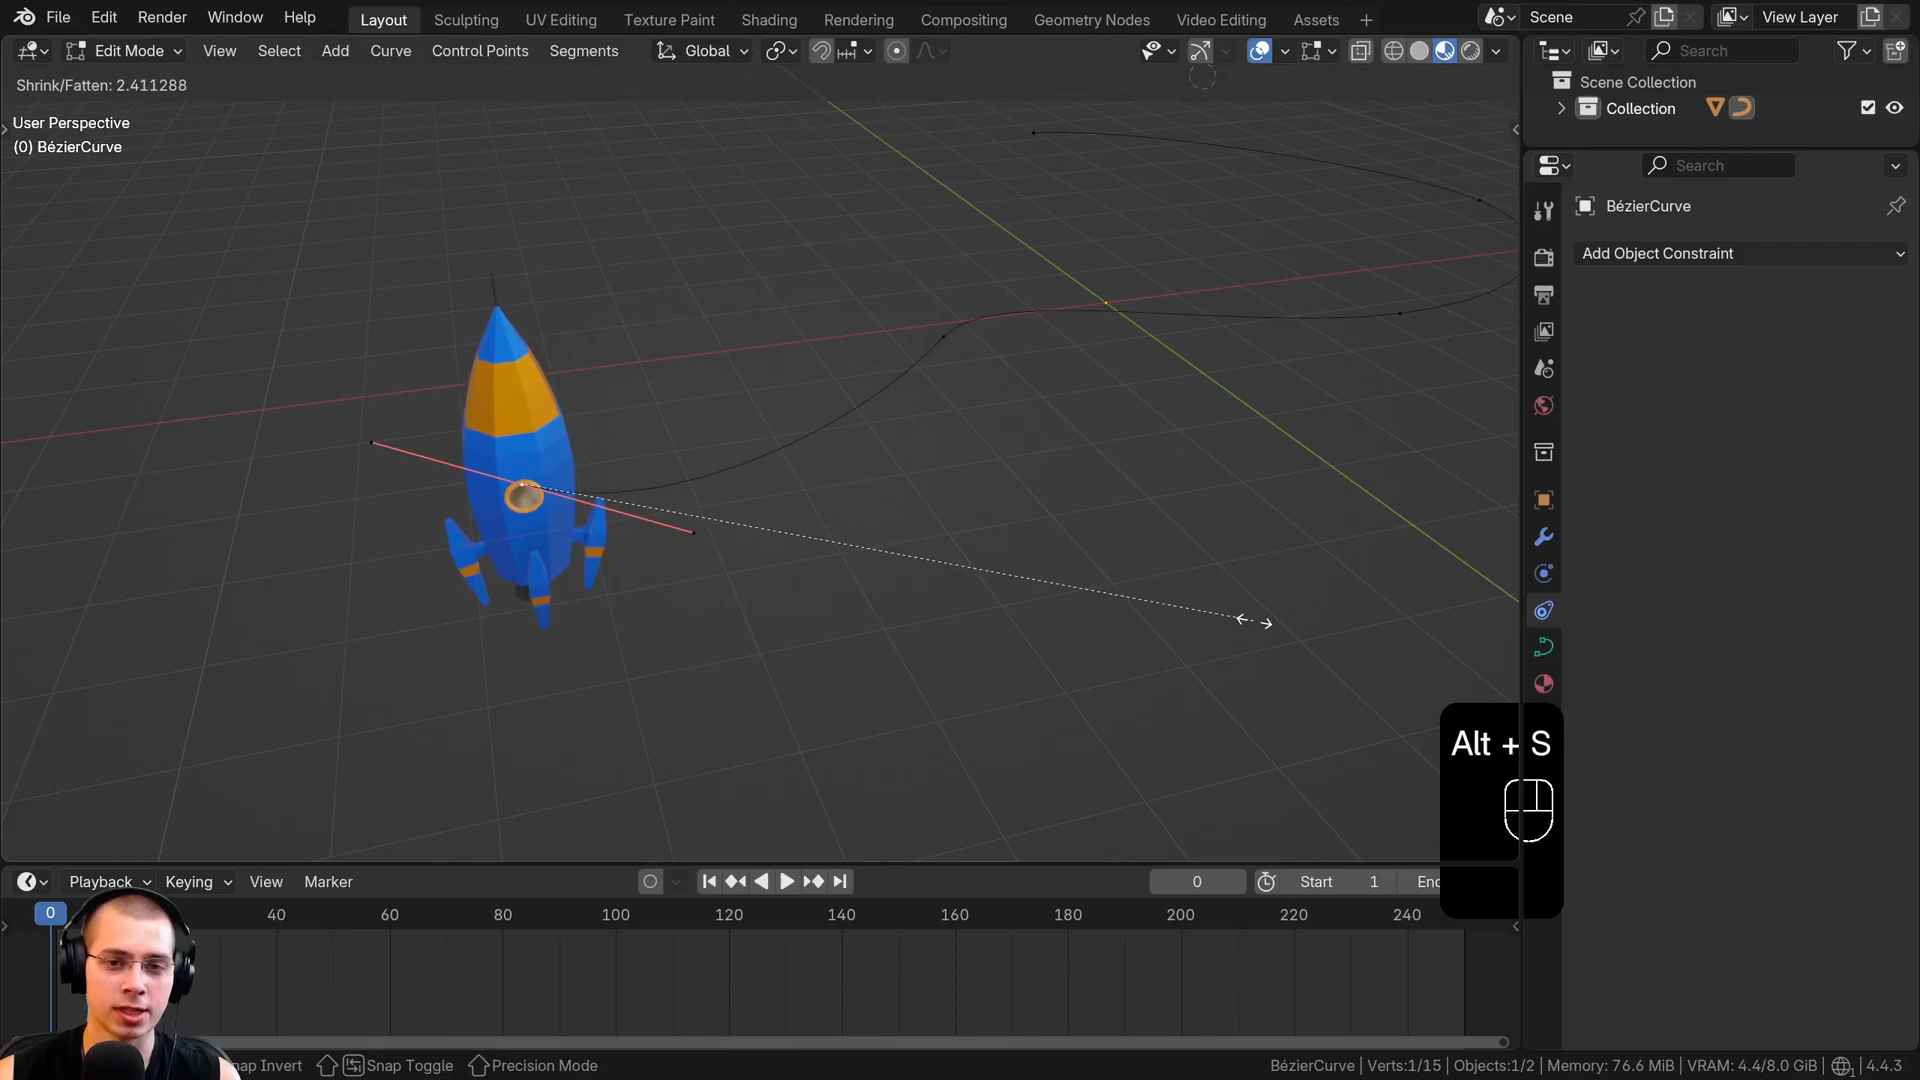 File Edit Render Window Help Layout Sculpting UV Editing Texture Paint Shading Rendering Compositing Geometry Nodes Video Editing Assets + Scene View Layer
Edit Mode View Select Add Curve Control Points Segments Global Search
Shrink/Fatten: 2.411288
Scene Collection
Collection
User Perspective
(0) BézierCurve
Search
BézierCurve
Add Object Constraint
Alt + S
Playback Keying View Marker 0 Start 1 End
0 40 60 80 100 120 140 160 180 200 220 240
Invert Snap Toggle Precision Mode BézierCurve | Verts:1/15 | Objects:1/2 | Memory: 76.6 MiB | VRAM: 4.4/8.0 GiB | 4.4.3